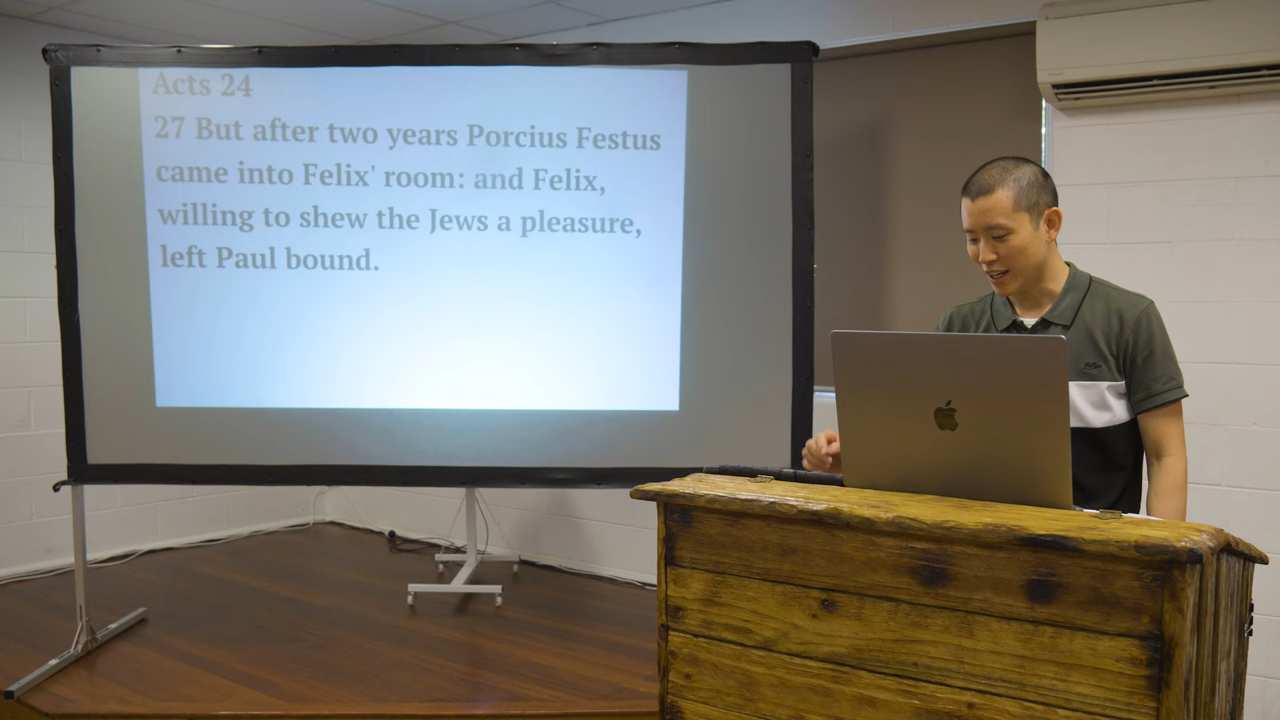 Acts 24
27 But after two years Porcius Festus
came into Felix' room: and Felix,
willing to shew the Jews a pleasure,
left Paul bound.